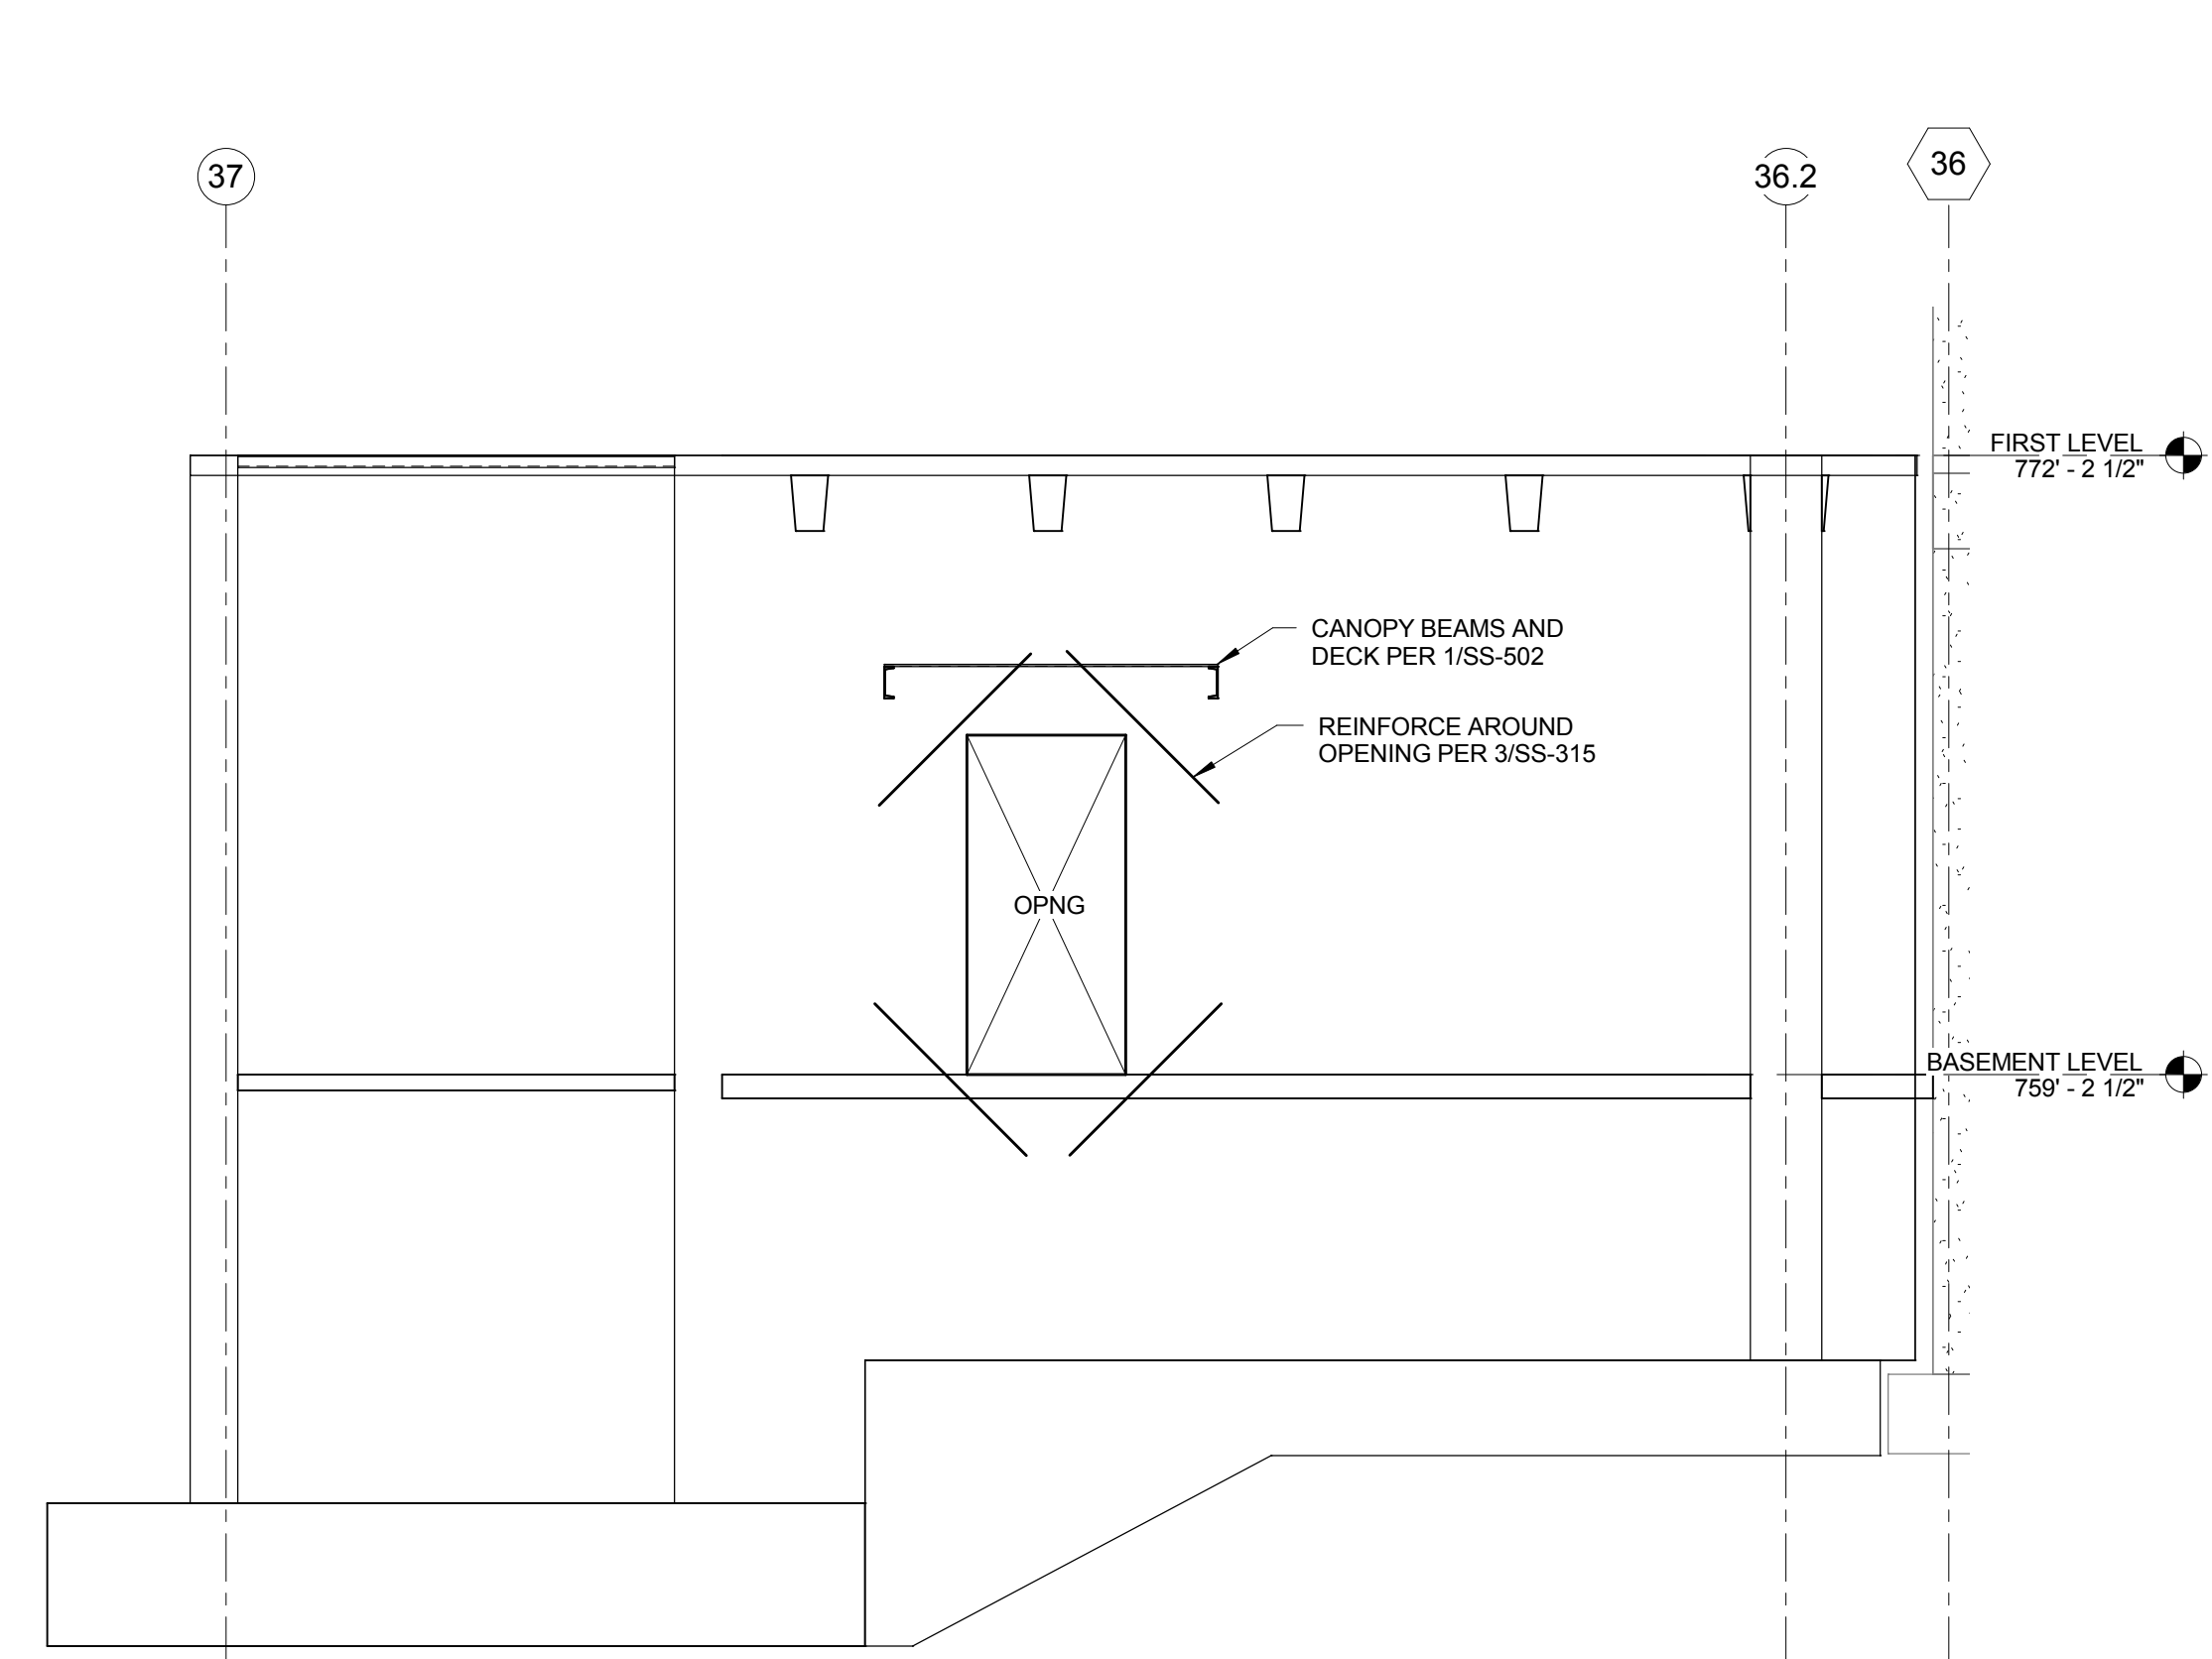 37
36.2
36
FIRST LEVEL
772' - 2 1/2"
CANOPY BEAMS AND
DECK PER 1/SS-502
REINFORCE AROUND
OPENING PER 3/SS-315
OPNG
BASEMENT LEVEL
759' - 2 1/2"